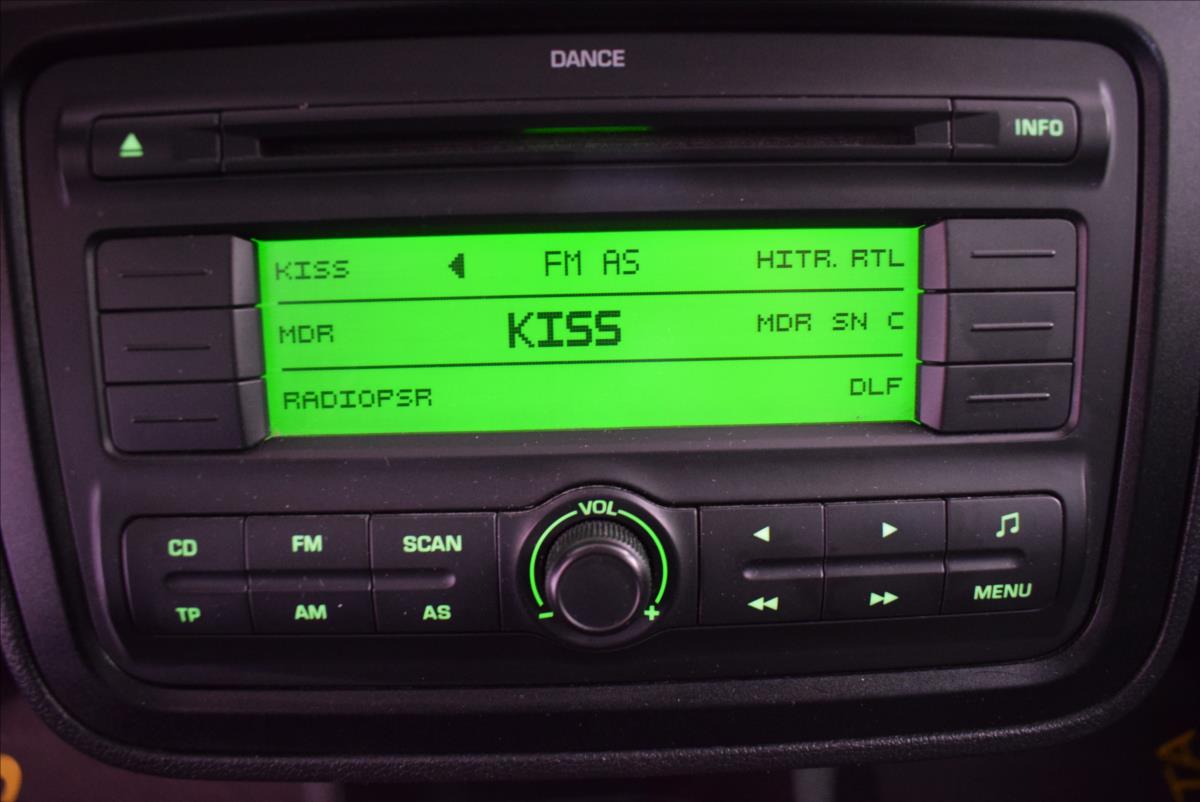 DANCE
INFO
KISS FM AS HITR. RTL
MDR KISS MDR SN C
RADIOPSR DLF
VOL
CD FM SCAN
- +
TP AM AS MENU
TA